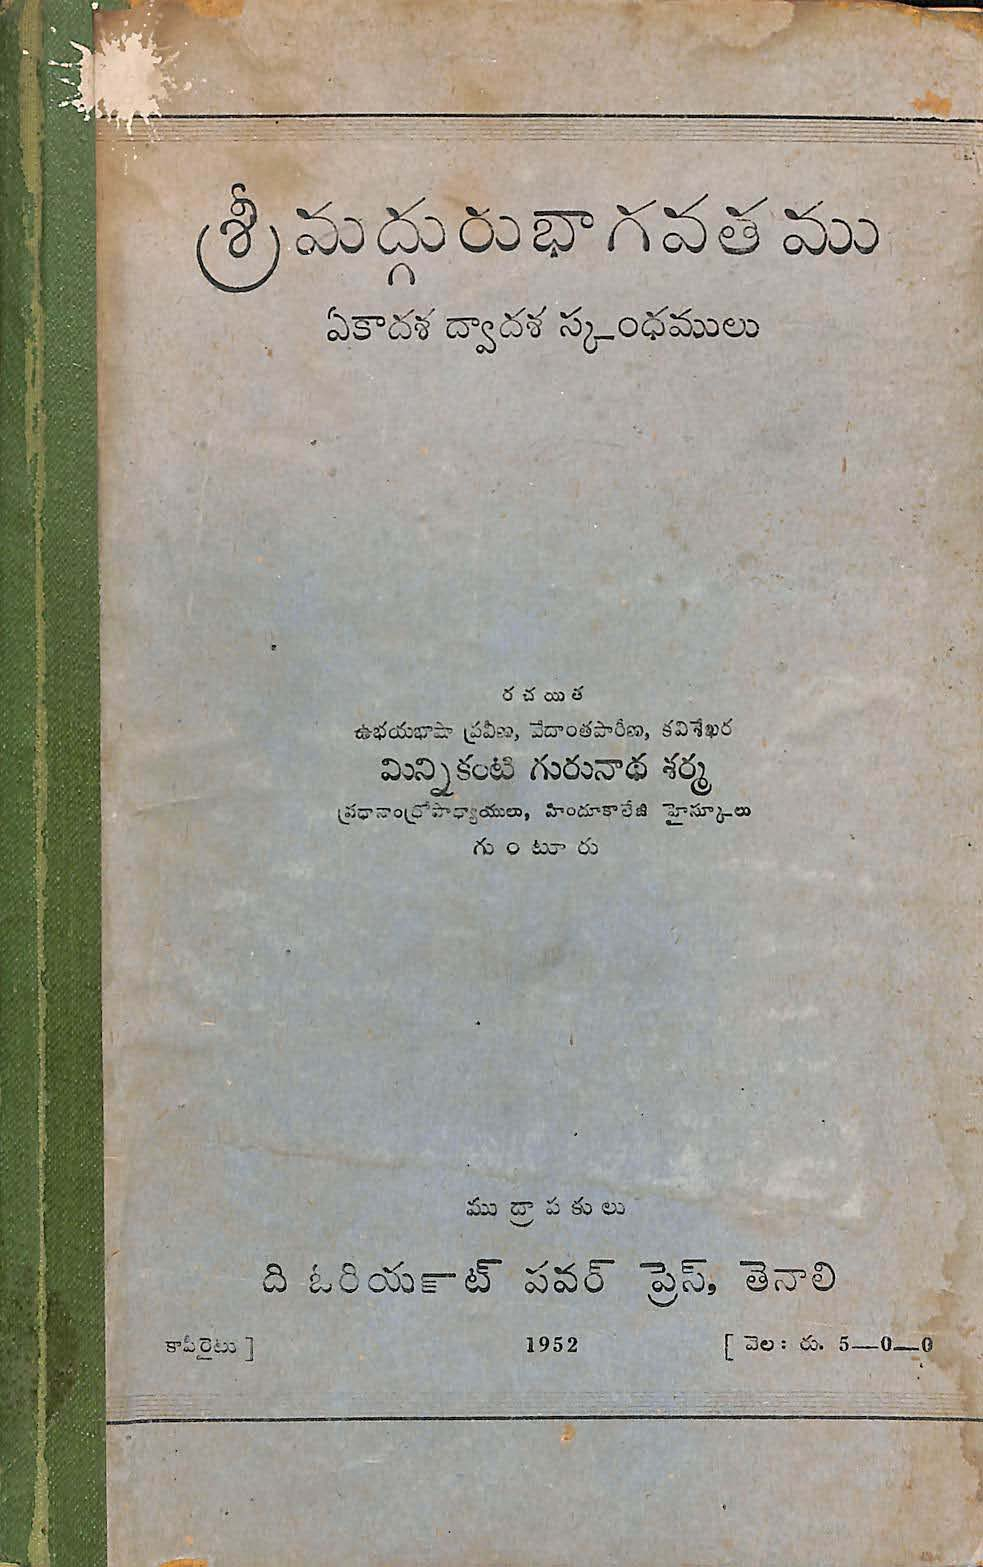 శ్రీమద్గురుభాగవతము
ఏకాదశ ద్వాదశ స్కంధములు
రచయిత
ఉభయభాషా ప్రవీణ, వేదాంతపారీణ, కవిశేఖర
మిన్నికంటి గురునాథ శర్మ
ప్రధానాంధ్రోపాధ్యాయులు, హిందూకాలేజి హైస్కూలు
గుంటూరు
ముద్రాపకులు
ది ఓరియంట్ పవర్ ప్రెస్, తెనాలి
కాపీరైటు ] 1952 [ వెల: రు. 5—0—0